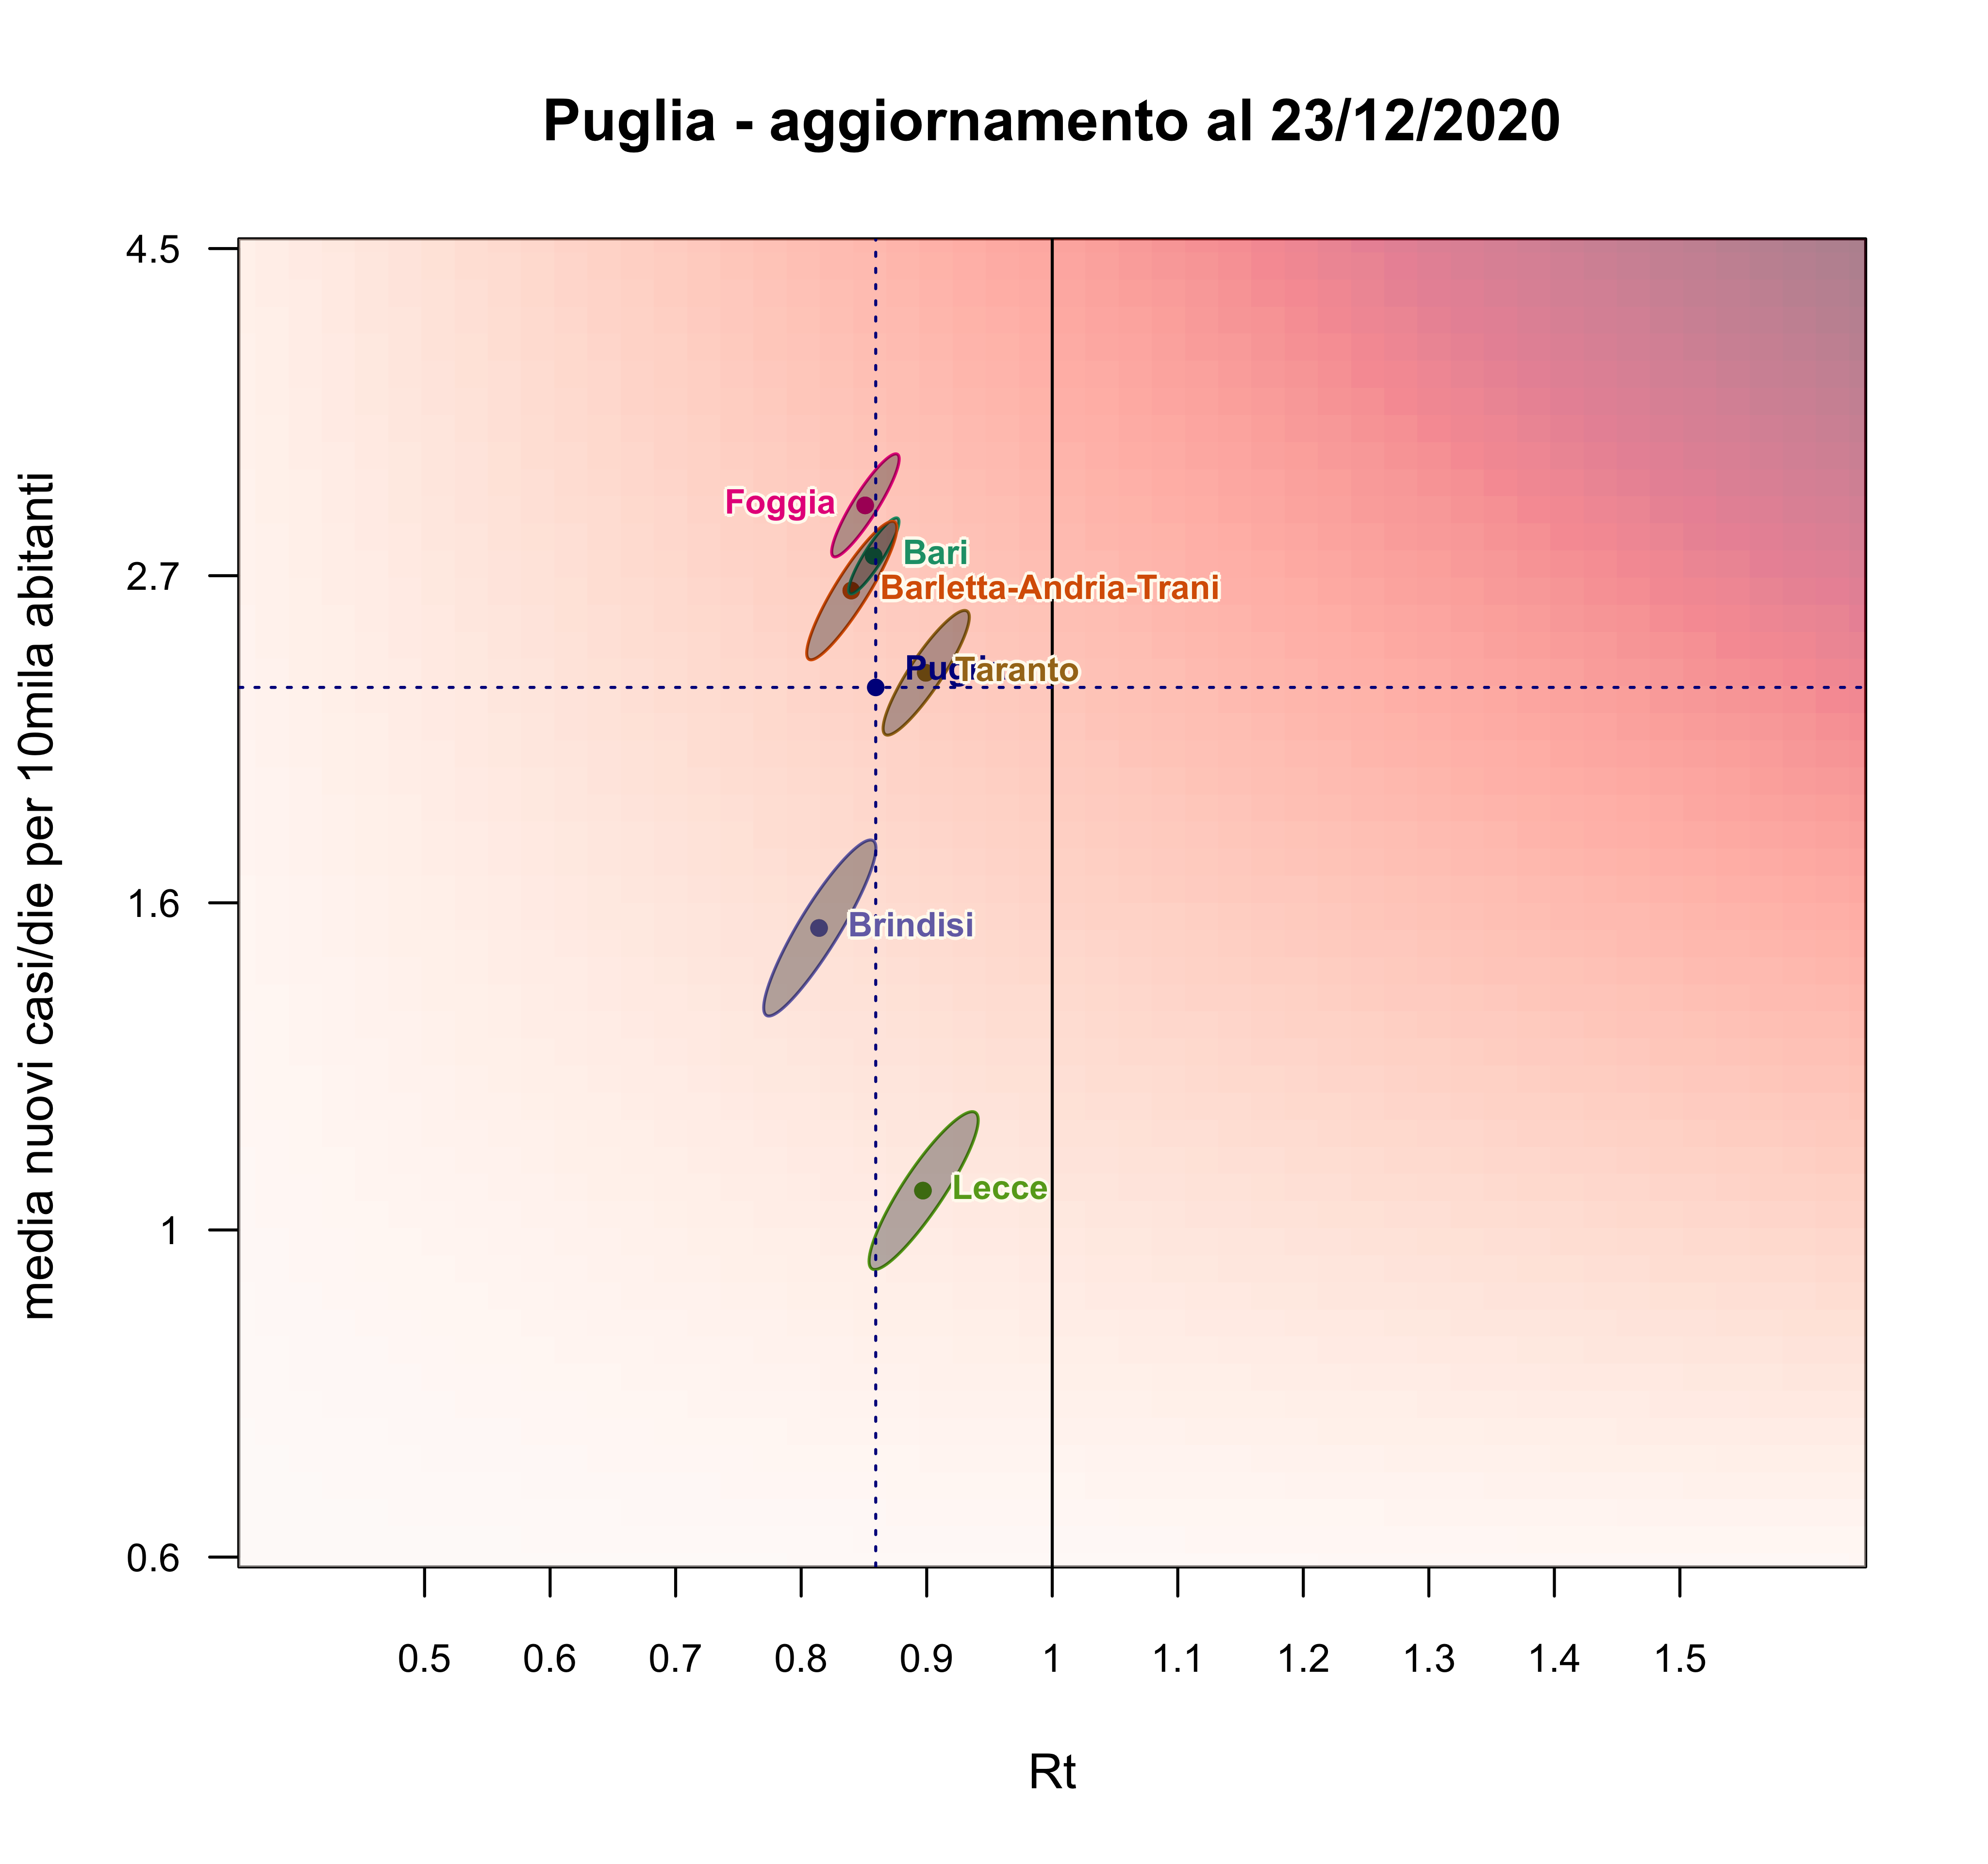 Puglia - aggiornamento al 23/12/2020
media nuovi casi/die per 10mila abitanti
4.5
2.7
1.6
1
0.6
Foggia
Bari
Barletta-Andria-Trani
Puglia
Taranto
Brindisi
Lecce
0.5 0.6 0.7 0.8 0.9 1 1.1 1.2 1.3 1.4 1.5
Rt